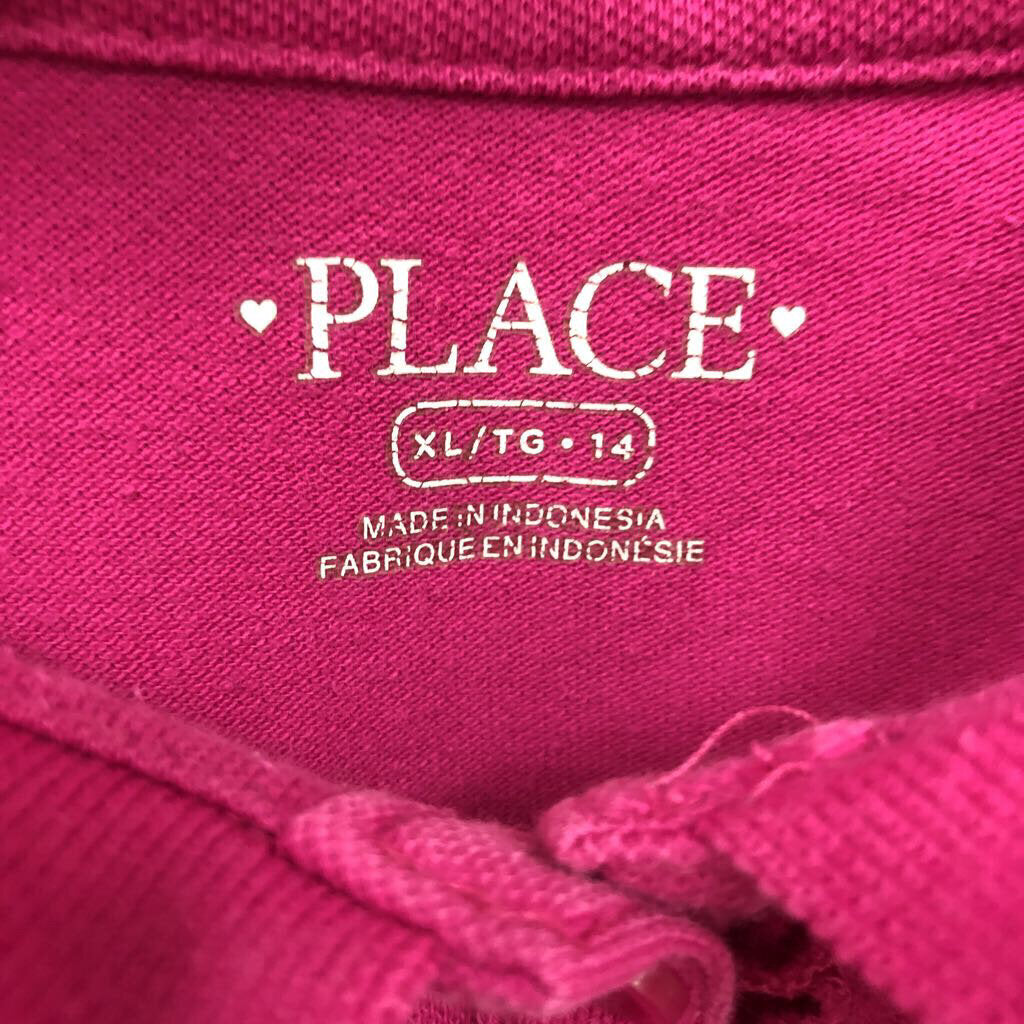 PLACE
XL/TG • 14
MADE IN INDONESIA
FABRIQUE EN INDONÉSIE